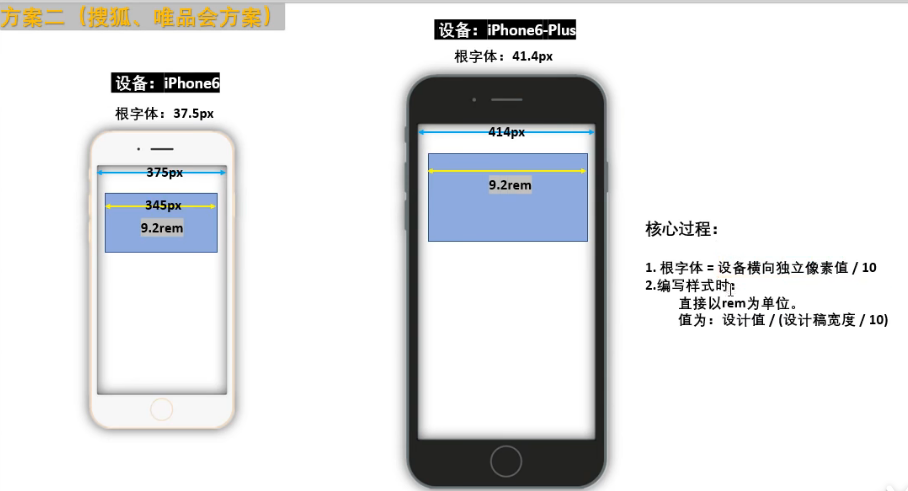 方案二（搜狐、唯品会方案）
设备：iPhone6
根字体：37.5px
375px
345px
9.2rem
设备：iPhone6-Plus
根字体：41.4px
414px
9.2rem
核心过程：
1. 根字体 = 设备横向独立像素值 / 10
2.编写样式时:
直接以rem为单位。
值为：设计值 / (设计稿宽度 / 10)